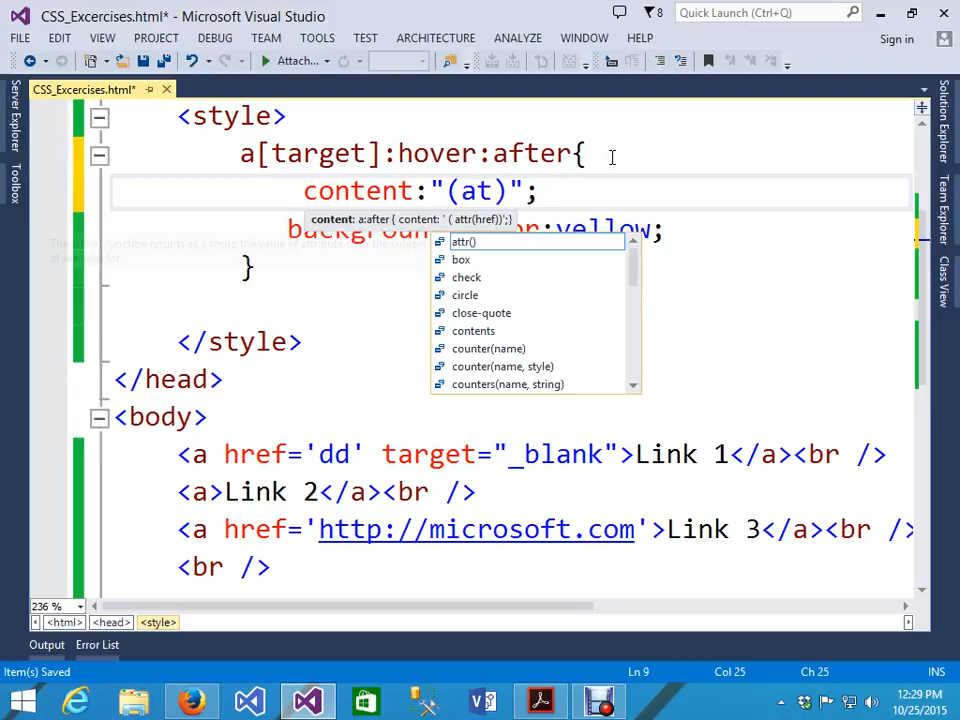 CSS_Excercises.html* - Microsoft Visual Studio
8
Quick Launch (Ctrl+Q)
FILE EDIT VIEW PROJECT DEBUG TEAM TOOLS TEST ARCHITECTURE ANALYZE WINDOW HELP
Sign in
Attach...
CSS_Excercises.html*
Server Explorer
Toolbox
Solution Explorer
Team Explorer
Class View
<style>
a[target]:hover:after{
content:"(at)";
content: a:after { content: ' ( attr(href))';}
yellow;
}
attr()
box
check
circle
close-quote
contents
counter(name)
counter(name, style)
counters(name, string)
</style>
</head>
<body>
<a href='dd' target="_blank">Link 1</a><br />
<a>Link 2</a><br />
<a href='http://microsoft.com'>Link 3</a><br />
<br />
236 %
<html> <head> <style>
Output Error List
Item(s) Saved
Ln 9 Col 25 Ch 25 INS
12:29 PM
10/25/2015